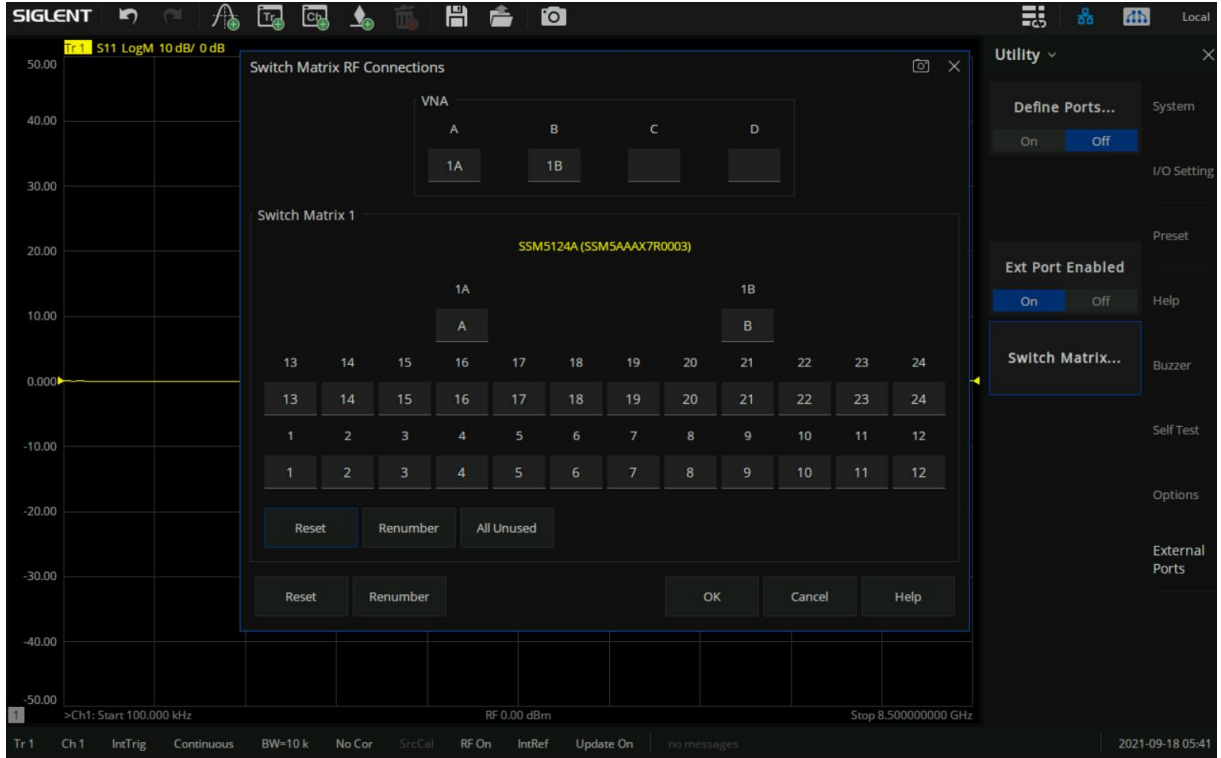 SIGLENT Tr Ch Local
Tr 1 S11 LogM 10 dB/ 0 dB
50.00
40.00
30.00
20.00
10.00
0.000
-10.00
-20.00
-30.00
-40.00
-50.00
Switch Matrix RF Connections
VNA
A B C D
1A 1B
Switch Matrix 1
SSM5124A (SSM5AAAX7R0003)
1A 1B
A B
13 14 15 16 17 18 19 20 21 22 23 24
13 14 15 16 17 18 19 20 21 22 23 24
1 2 3 4 5 6 7 8 9 10 11 12
1 2 3 4 5 6 7 8 9 10 11 12
Reset Renumber All Unused
Reset Renumber OK Cancel Help
Utility
Define Ports...
On Off
Ext Port Enabled
On Off
Switch Matrix...
System
I/O Setting
Preset
Help
Buzzer
Self Test
Options
External
Ports
1 >Ch1: Start 100.000 kHz RF 0.00 dBm Stop 8.500000000 GHz
Tr 1 Ch 1 IntTrig Continuous BW=10 k No Cor SrcCal RF On IntRef Update On no messages 2021-09-18 05:41